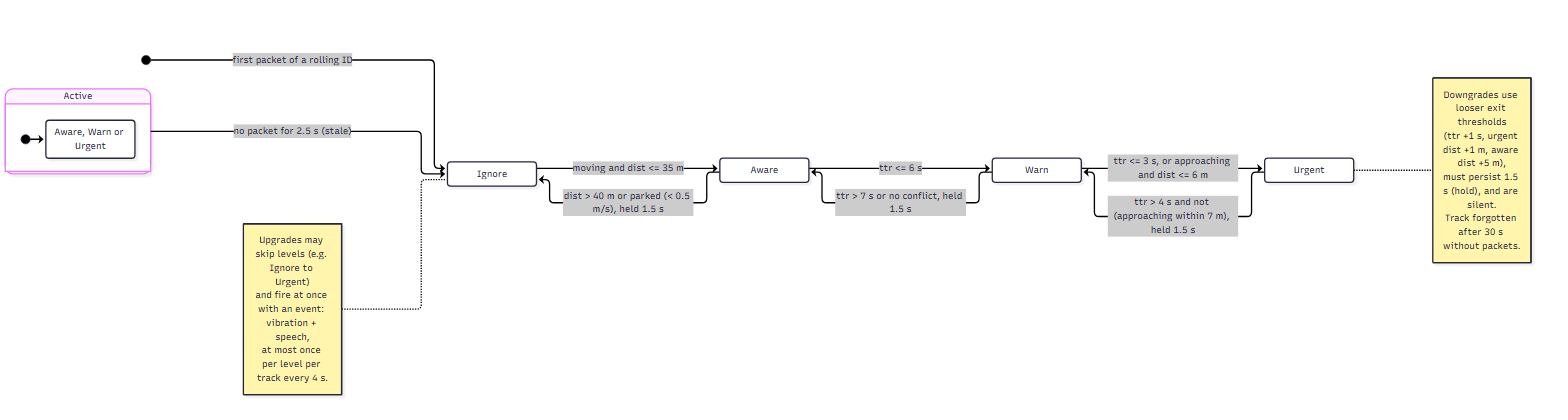 first packet of a rolling ID
Active
Aware, Warn or
Urgent
no packet for 2.5 s (stale)
Ignore
moving and dist <= 35 m
dist > 40 m or parked (< 0.5
m/s), held 1.5 s
Aware
ttr <= 6 s
ttr > 7 s or no conflict, held
1.5 s
Warn
ttr <= 3 s, or approaching
and dist <= 6 m
ttr > 4 s and not
(approaching within 7 m),
held 1.5 s
Urgent
Downgrades use
looser exit
thresholds
(ttr +1 s, urgent
dist +1 m, aware
dist +5 m),
must persist 1.5
s (hold), and are
silent.
Track forgotten
after 30 s
without packets.
Upgrades may
skip levels (e.g.
Ignore to
Urgent)
and fire at once
with an event:
vibration +
speech,
at most once
per level per
track every 4 s.